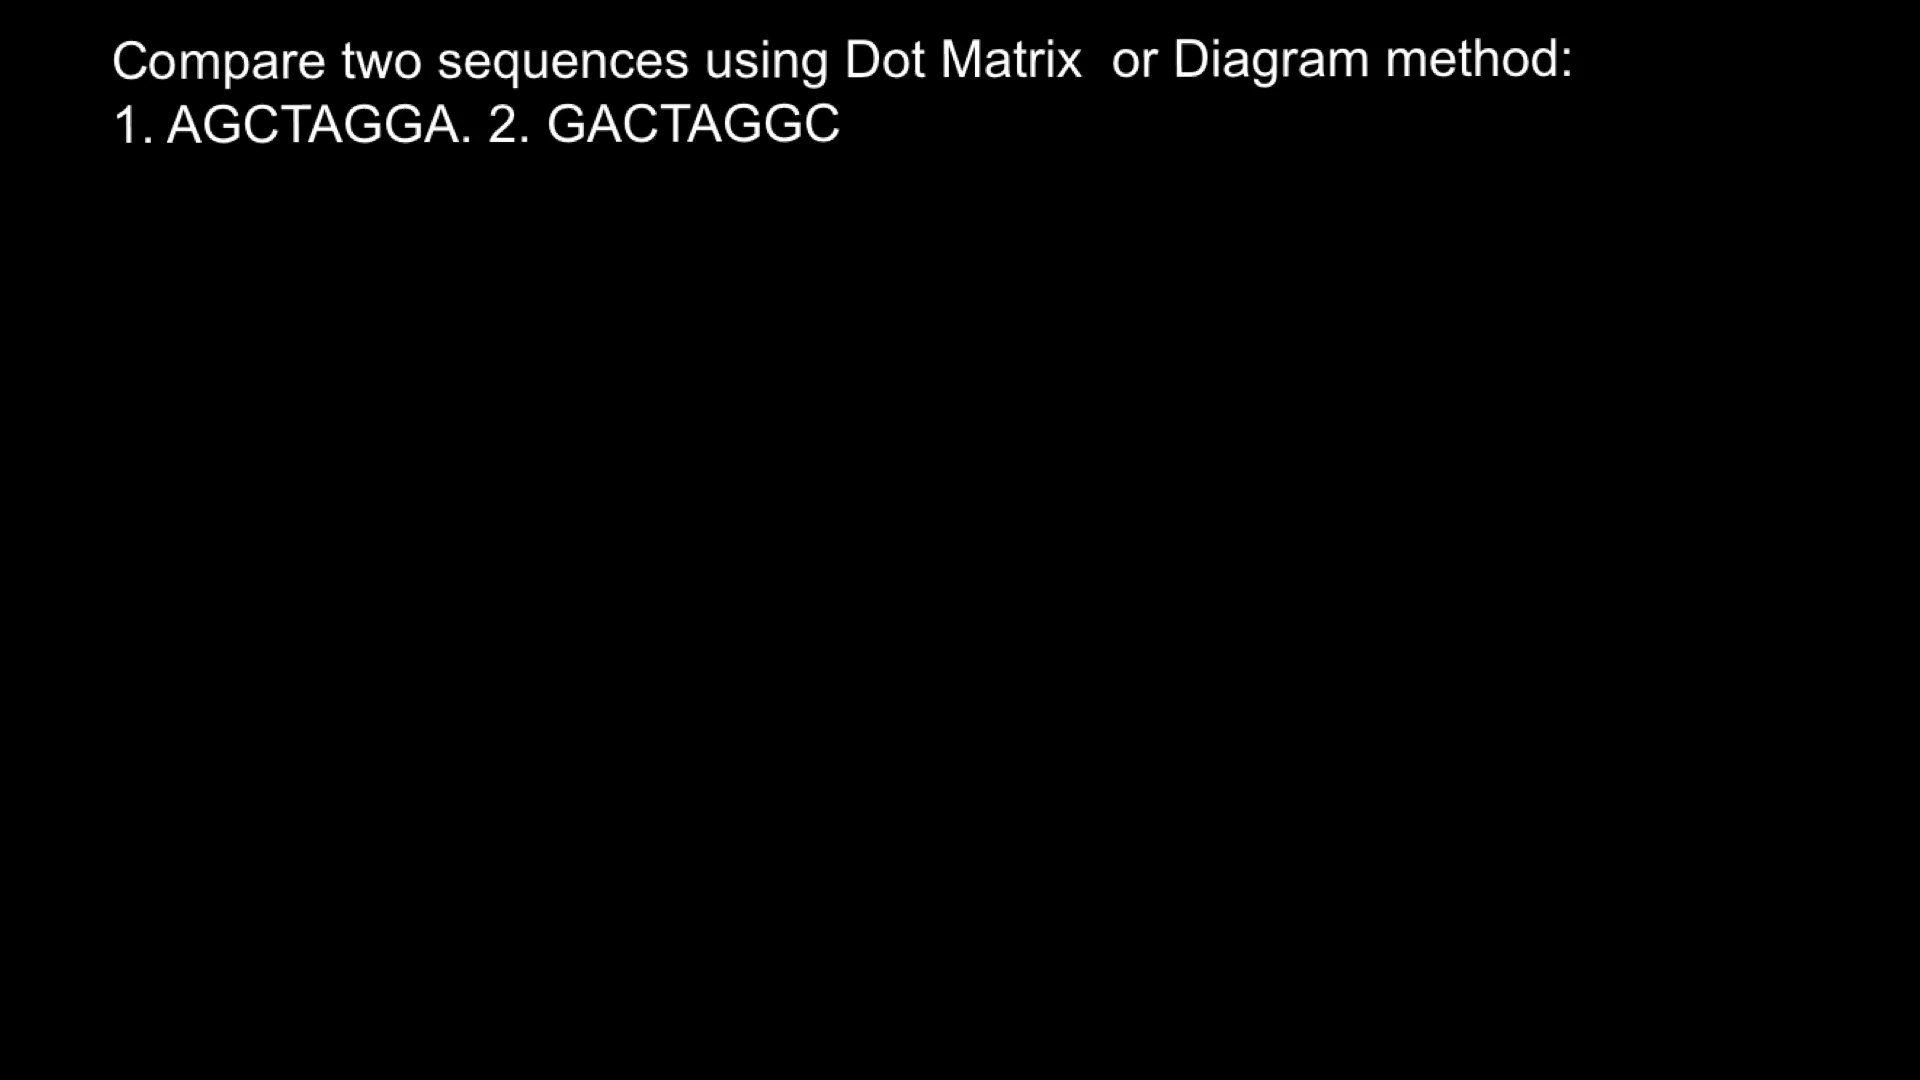 Compare two sequences using Dot Matrix  or Diagram method:
1. AGCTAGGA. 2. GACTAGGC